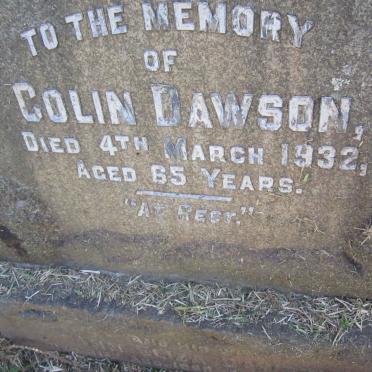 TO THE MEMORY
OF
COLIN DAWSON,
DIED 4TH MARCH 1932,
AGED 65 YEARS.
"AT REST."